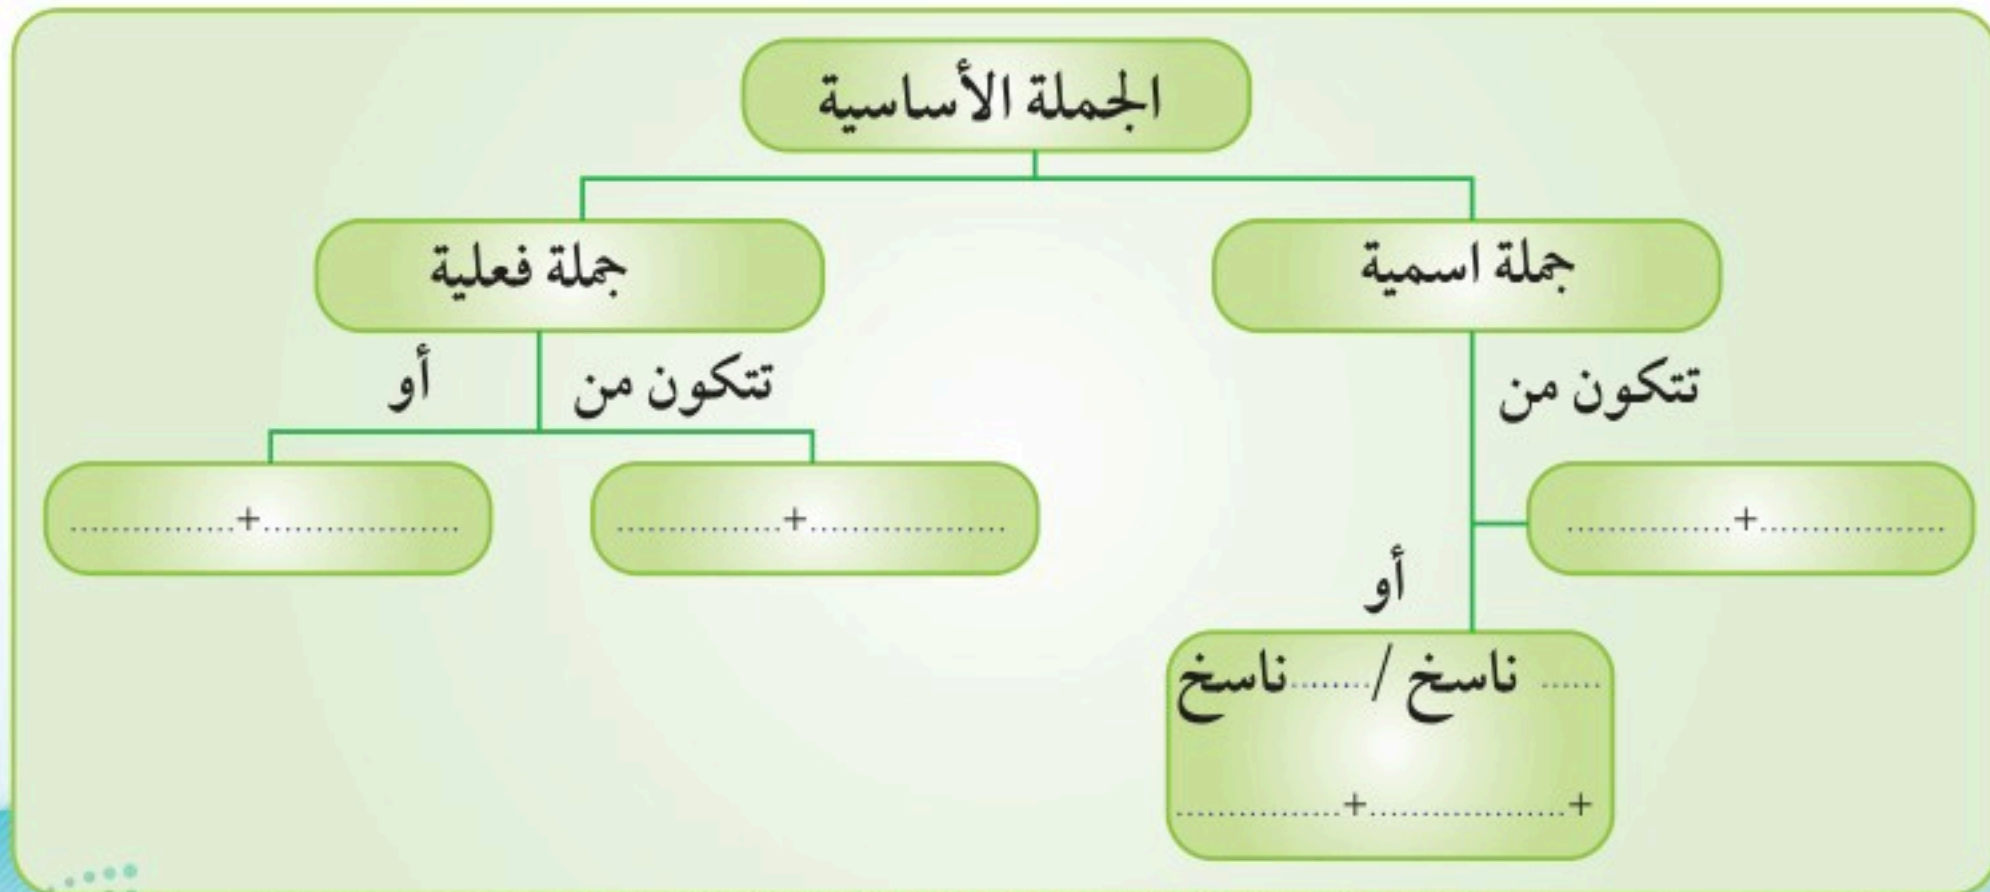 الجملة الأساسية
جملة اسمية
جملة فعلية
تتكون من
تتكون من
أو
.................+.................
.................+.................
.................+.................
أو
...... ناسخ / ........ناسخ
+.................+.................